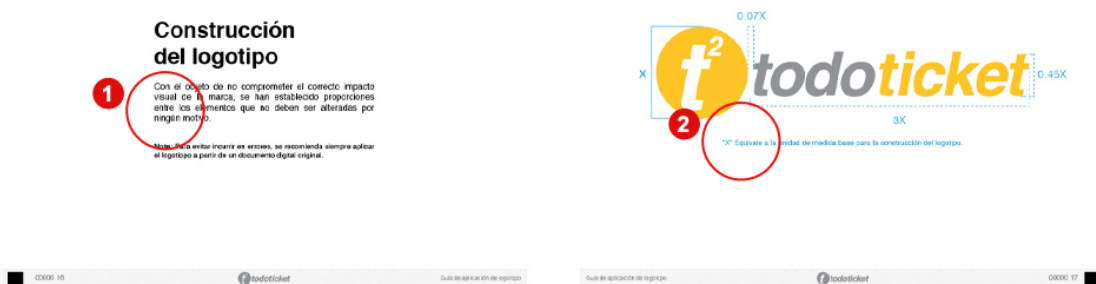 Construcción
del logotipo
1
Con el objeto de no comprometer el correcto impacto
visual de la marca, se han establecido proporciones
entre los elementos que no deben ser alteradas por
ningún motivo.
Nota: Para evitar incurrir en errores, se recomienda siempre aplicar
el logotipo a partir de un documento digital original.
00000 16
t todoticket
Guía de aplicación de logotipo
0.07X
X
t2 todoticket
0.45X
2
3X
"X" Equivale a la unidad de medida base para la construcción del logotipo.
Guía de aplicación de logotipo
t todoticket
00000 17